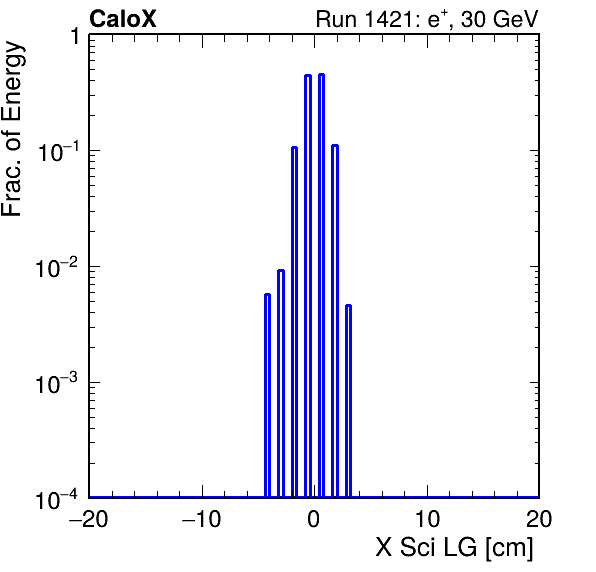 CaloX Run 1421: e⁺, 30 GeV
Frac. of Energy
1
10⁻¹
10⁻²
10⁻³
10⁻⁴
−20 −10 0 10 20
X Sci LG [cm]